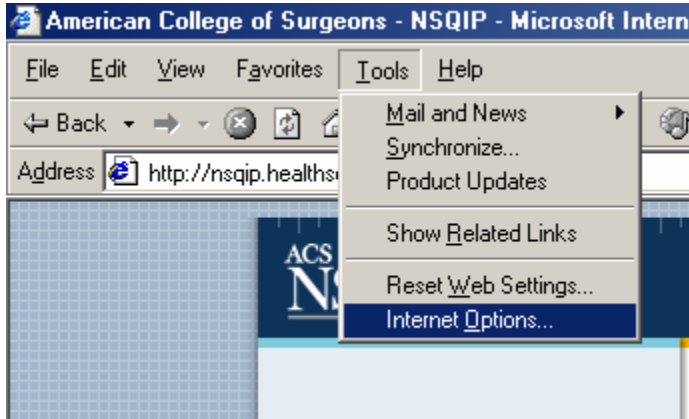 American College of Surgeons - NSQIP - Microsoft Intern
File Edit View Favorites Tools Help
Back
Address http://nsqip.healths
Mail and News
Synchronize...
Product Updates
Show Related Links
Reset Web Settings...
Internet Options...
ACS
NS